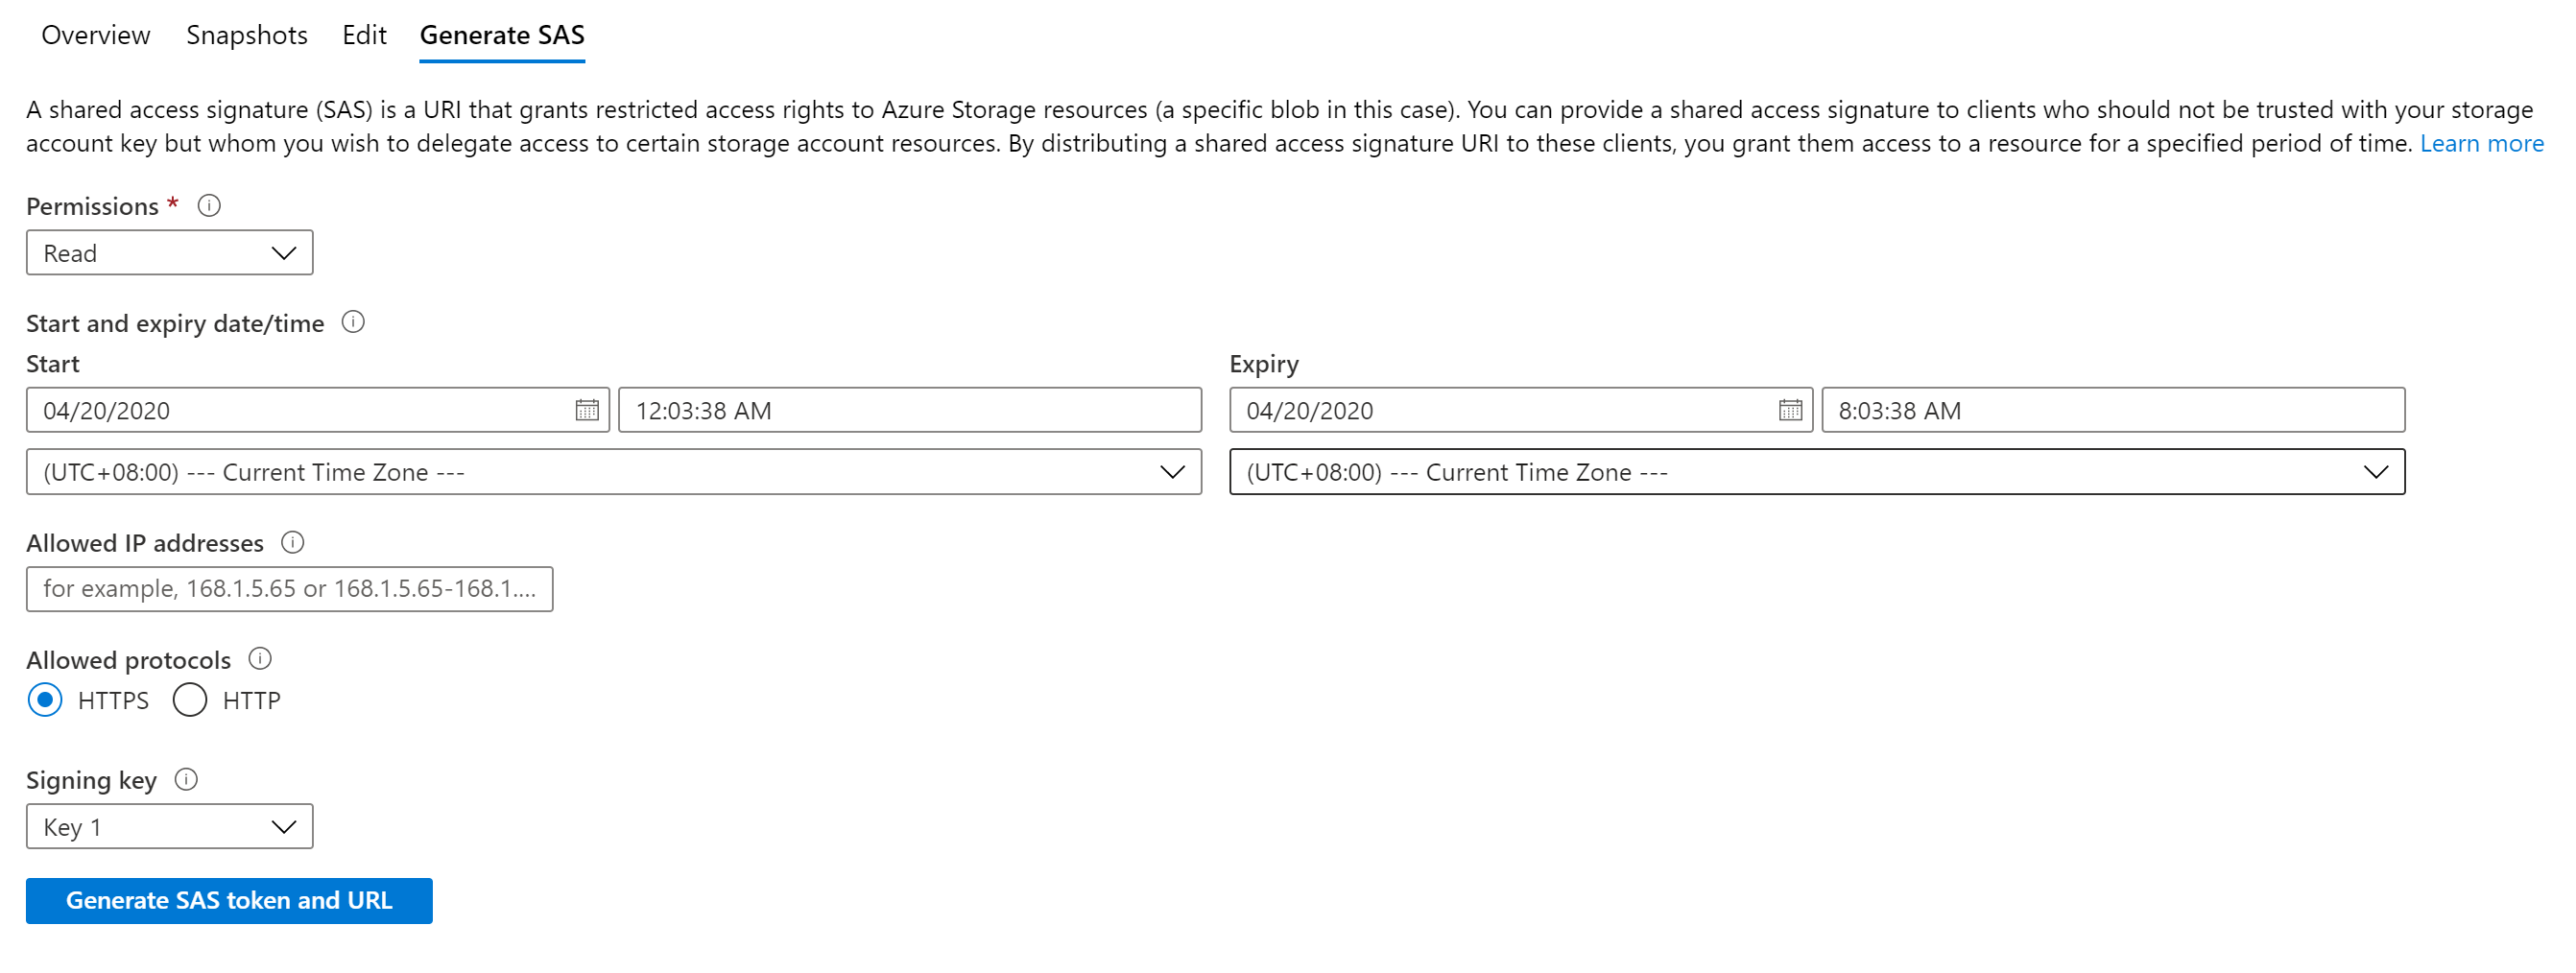 Overview Snapshots Edit Generate SAS
A shared access signature (SAS) is a URI that grants restricted access rights to Azure Storage resources (a specific blob in this case). You can provide a shared access signature to clients who should not be trusted with your storage
account key but whom you wish to delegate access to certain storage account resources. By distributing a shared access signature URI to these clients, you grant them access to a resource for a specified period of time. Learn more
Permissions *
Read
Start and expiry date/time
Start Expiry
04/20/2020 12:03:38 AM 04/20/2020 8:03:38 AM
(UTC+08:00) --- Current Time Zone --- (UTC+08:00) --- Current Time Zone ---
Allowed IP addresses
for example, 168.1.5.65 or 168.1.5.65-168.1....
Allowed protocols
HTTPS HTTP
Signing key
Key 1
Generate SAS token and URL